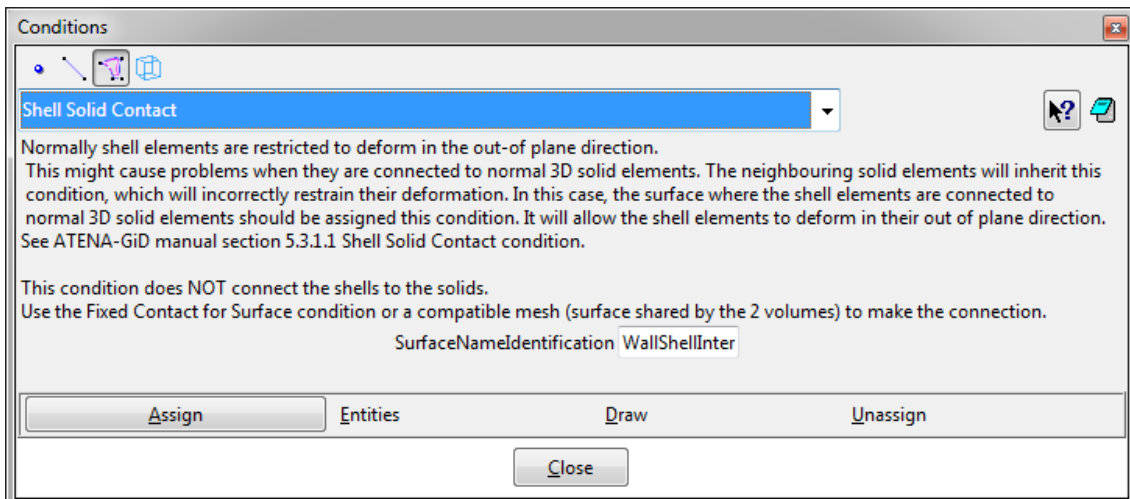 Conditions
Shell Solid Contact
Normally shell elements are restricted to deform in the out-of plane direction.
This might cause problems when they are connected to normal 3D solid elements. The neighbouring solid elements will inherit this
condition, which will incorrectly restrain their deformation. In this case, the surface where the shell elements are connected to
normal 3D solid elements should be assigned this condition. It will allow the shell elements to deform in their out of plane direction.
See ATENA-GiD manual section 5.3.1.1 Shell Solid Contact condition.
This condition does NOT connect the shells to the solids.
Use the Fixed Contact for Surface condition or a compatible mesh (surface shared by the 2 volumes) to make the connection.
SurfaceNameIdentification WallShellInter
Assign Entities Draw Unassign
Close